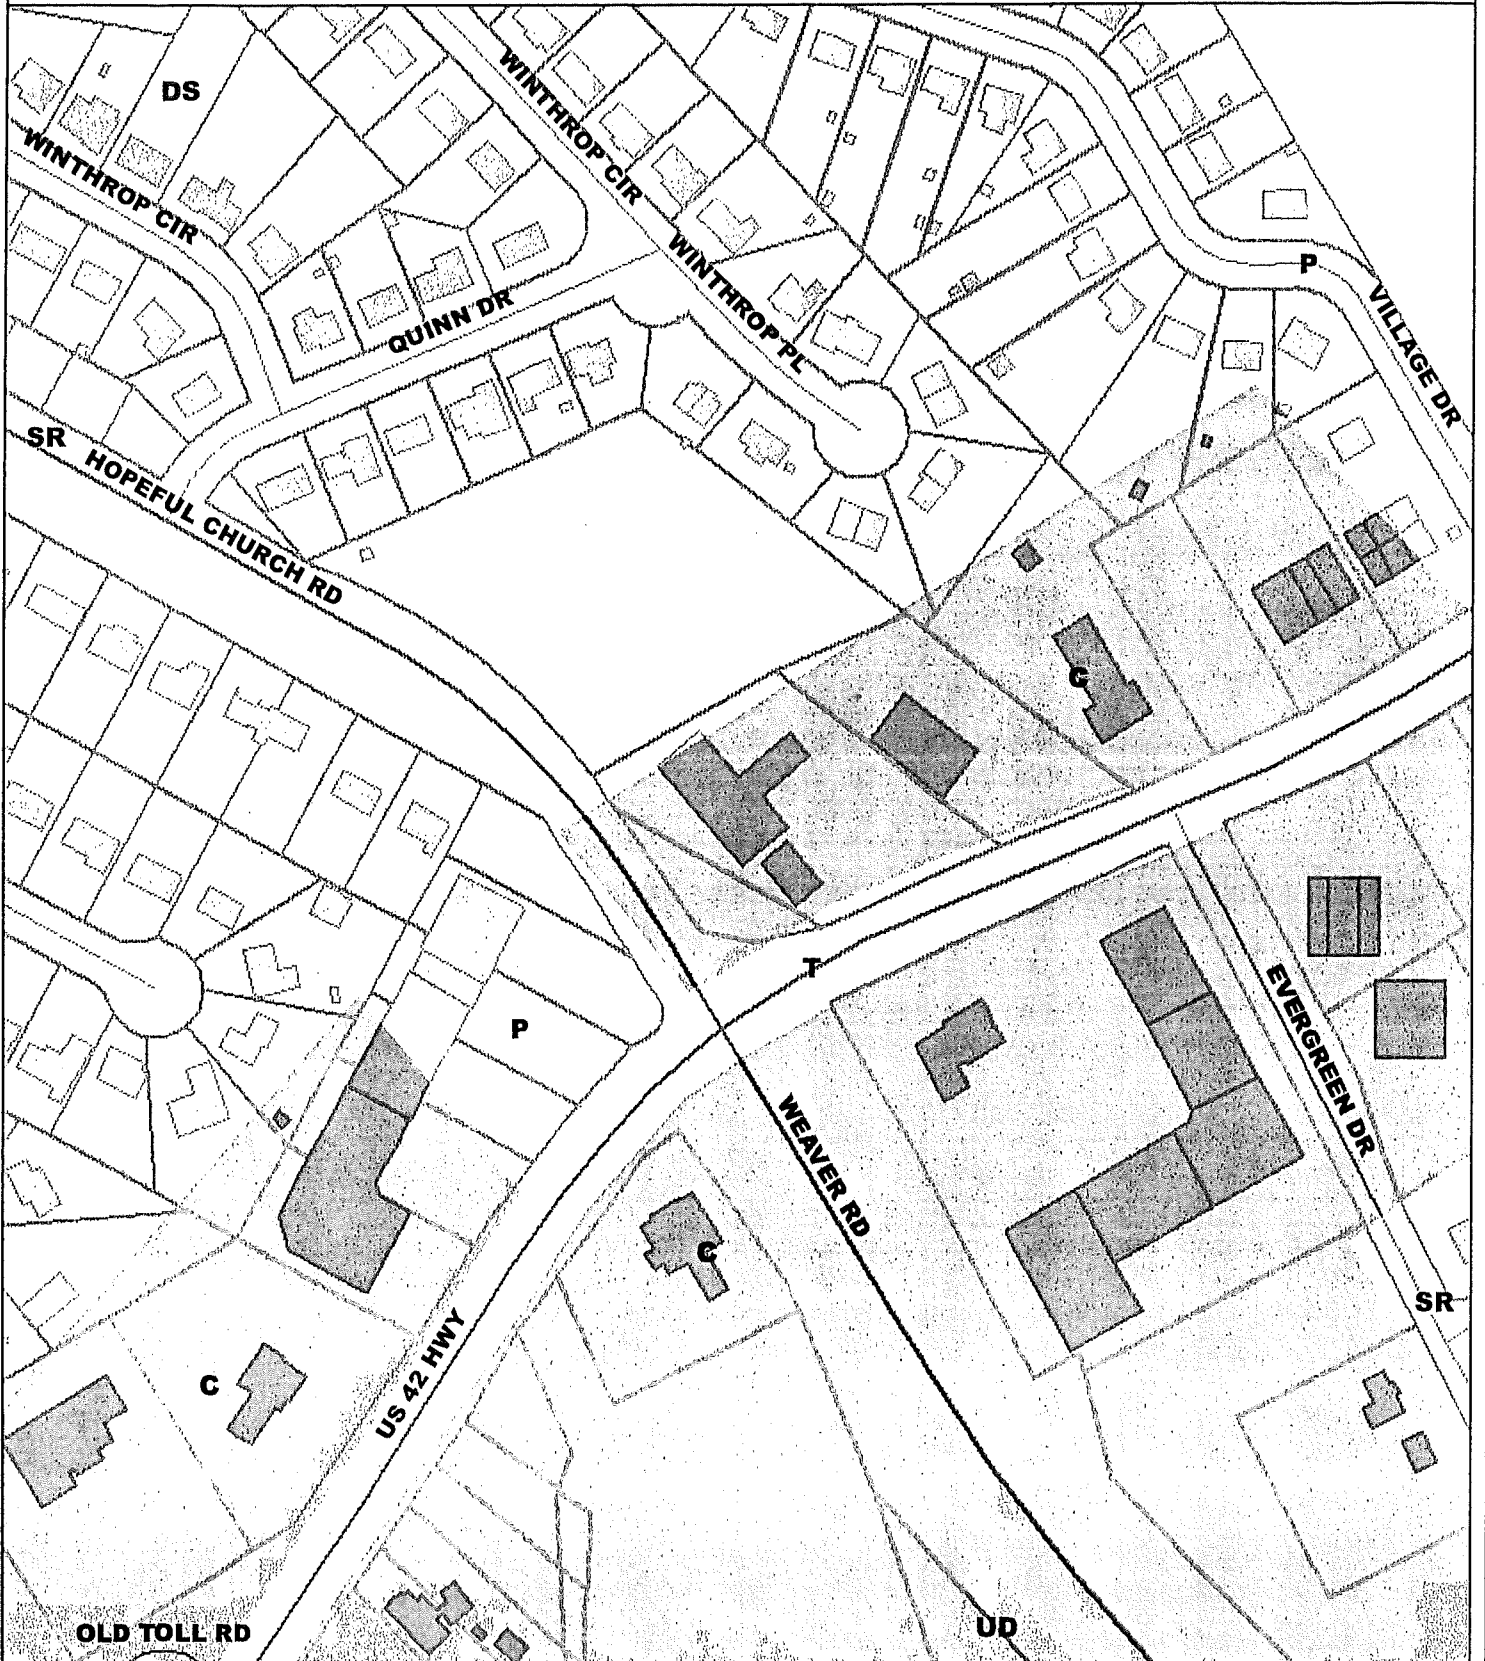 DS
WINTHROP CIR
WINTHROP CIR
WINTHROP PL
QUINN DR
P
VILLAGE DR
SR
HOPEFUL CHURCH RD
C
T
P
EVERGREEN DR
WEAVER RD
C
SR
C
US 42 HWY
OLD TOLL RD
UD